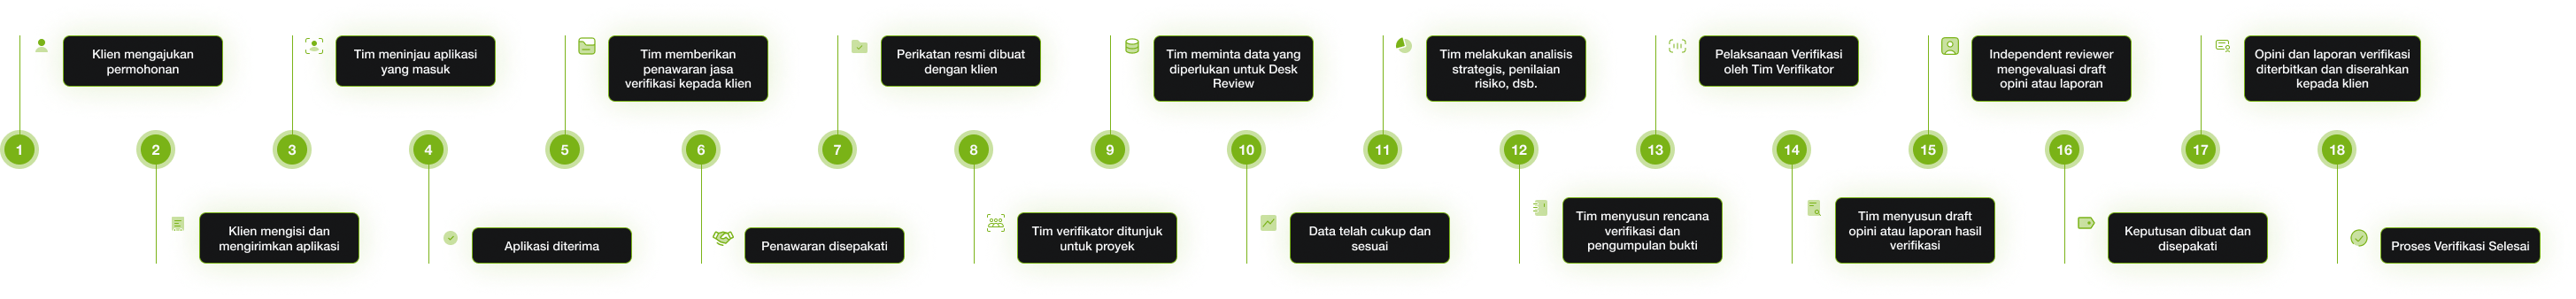 1
Klien mengajukan
permohonan
2
Klien mengisi dan
mengirimkan aplikasi
3
Tim meninjau aplikasi
yang masuk
4
Aplikasi diterima
5
Tim memberikan
penawaran jasa
verifikasi kepada klien
6
Penawaran disepakati
7
Perikatan resmi dibuat
dengan klien
8
Tim verifikator ditunjuk
untuk proyek
9
Tim meminta data yang
diperlukan untuk Desk
Review
10
Data telah cukup dan
sesuai
11
Tim melakukan analisis
strategis, penilaian
risiko, dsb.
12
Tim menyusun rencana
verifikasi dan
pengumpulan bukti
13
Pelaksanaan Verifikasi
oleh Tim Verifikator
14
Tim menyusun draft
opini atau laporan hasil
verifikasi
15
Independent reviewer
mengevaluasi draft
opini atau laporan
16
Keputusan dibuat dan
disepakati
17
Opini dan laporan verifikasi
diterbitkan dan diserahkan
kepada klien
18
Proses Verifikasi Selesai